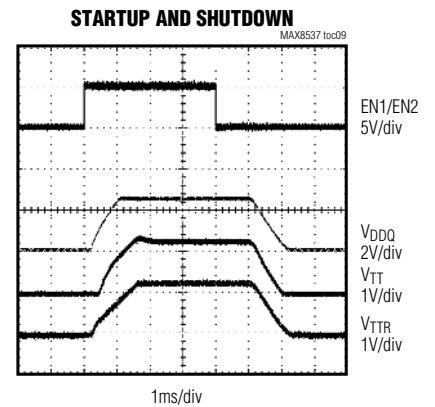 STARTUP AND SHUTDOWN
MAX8537 toc09
EN1/EN2
5V/div
VDDQ
2V/div
VTT
1V/div
VTTR
1V/div
1ms/div